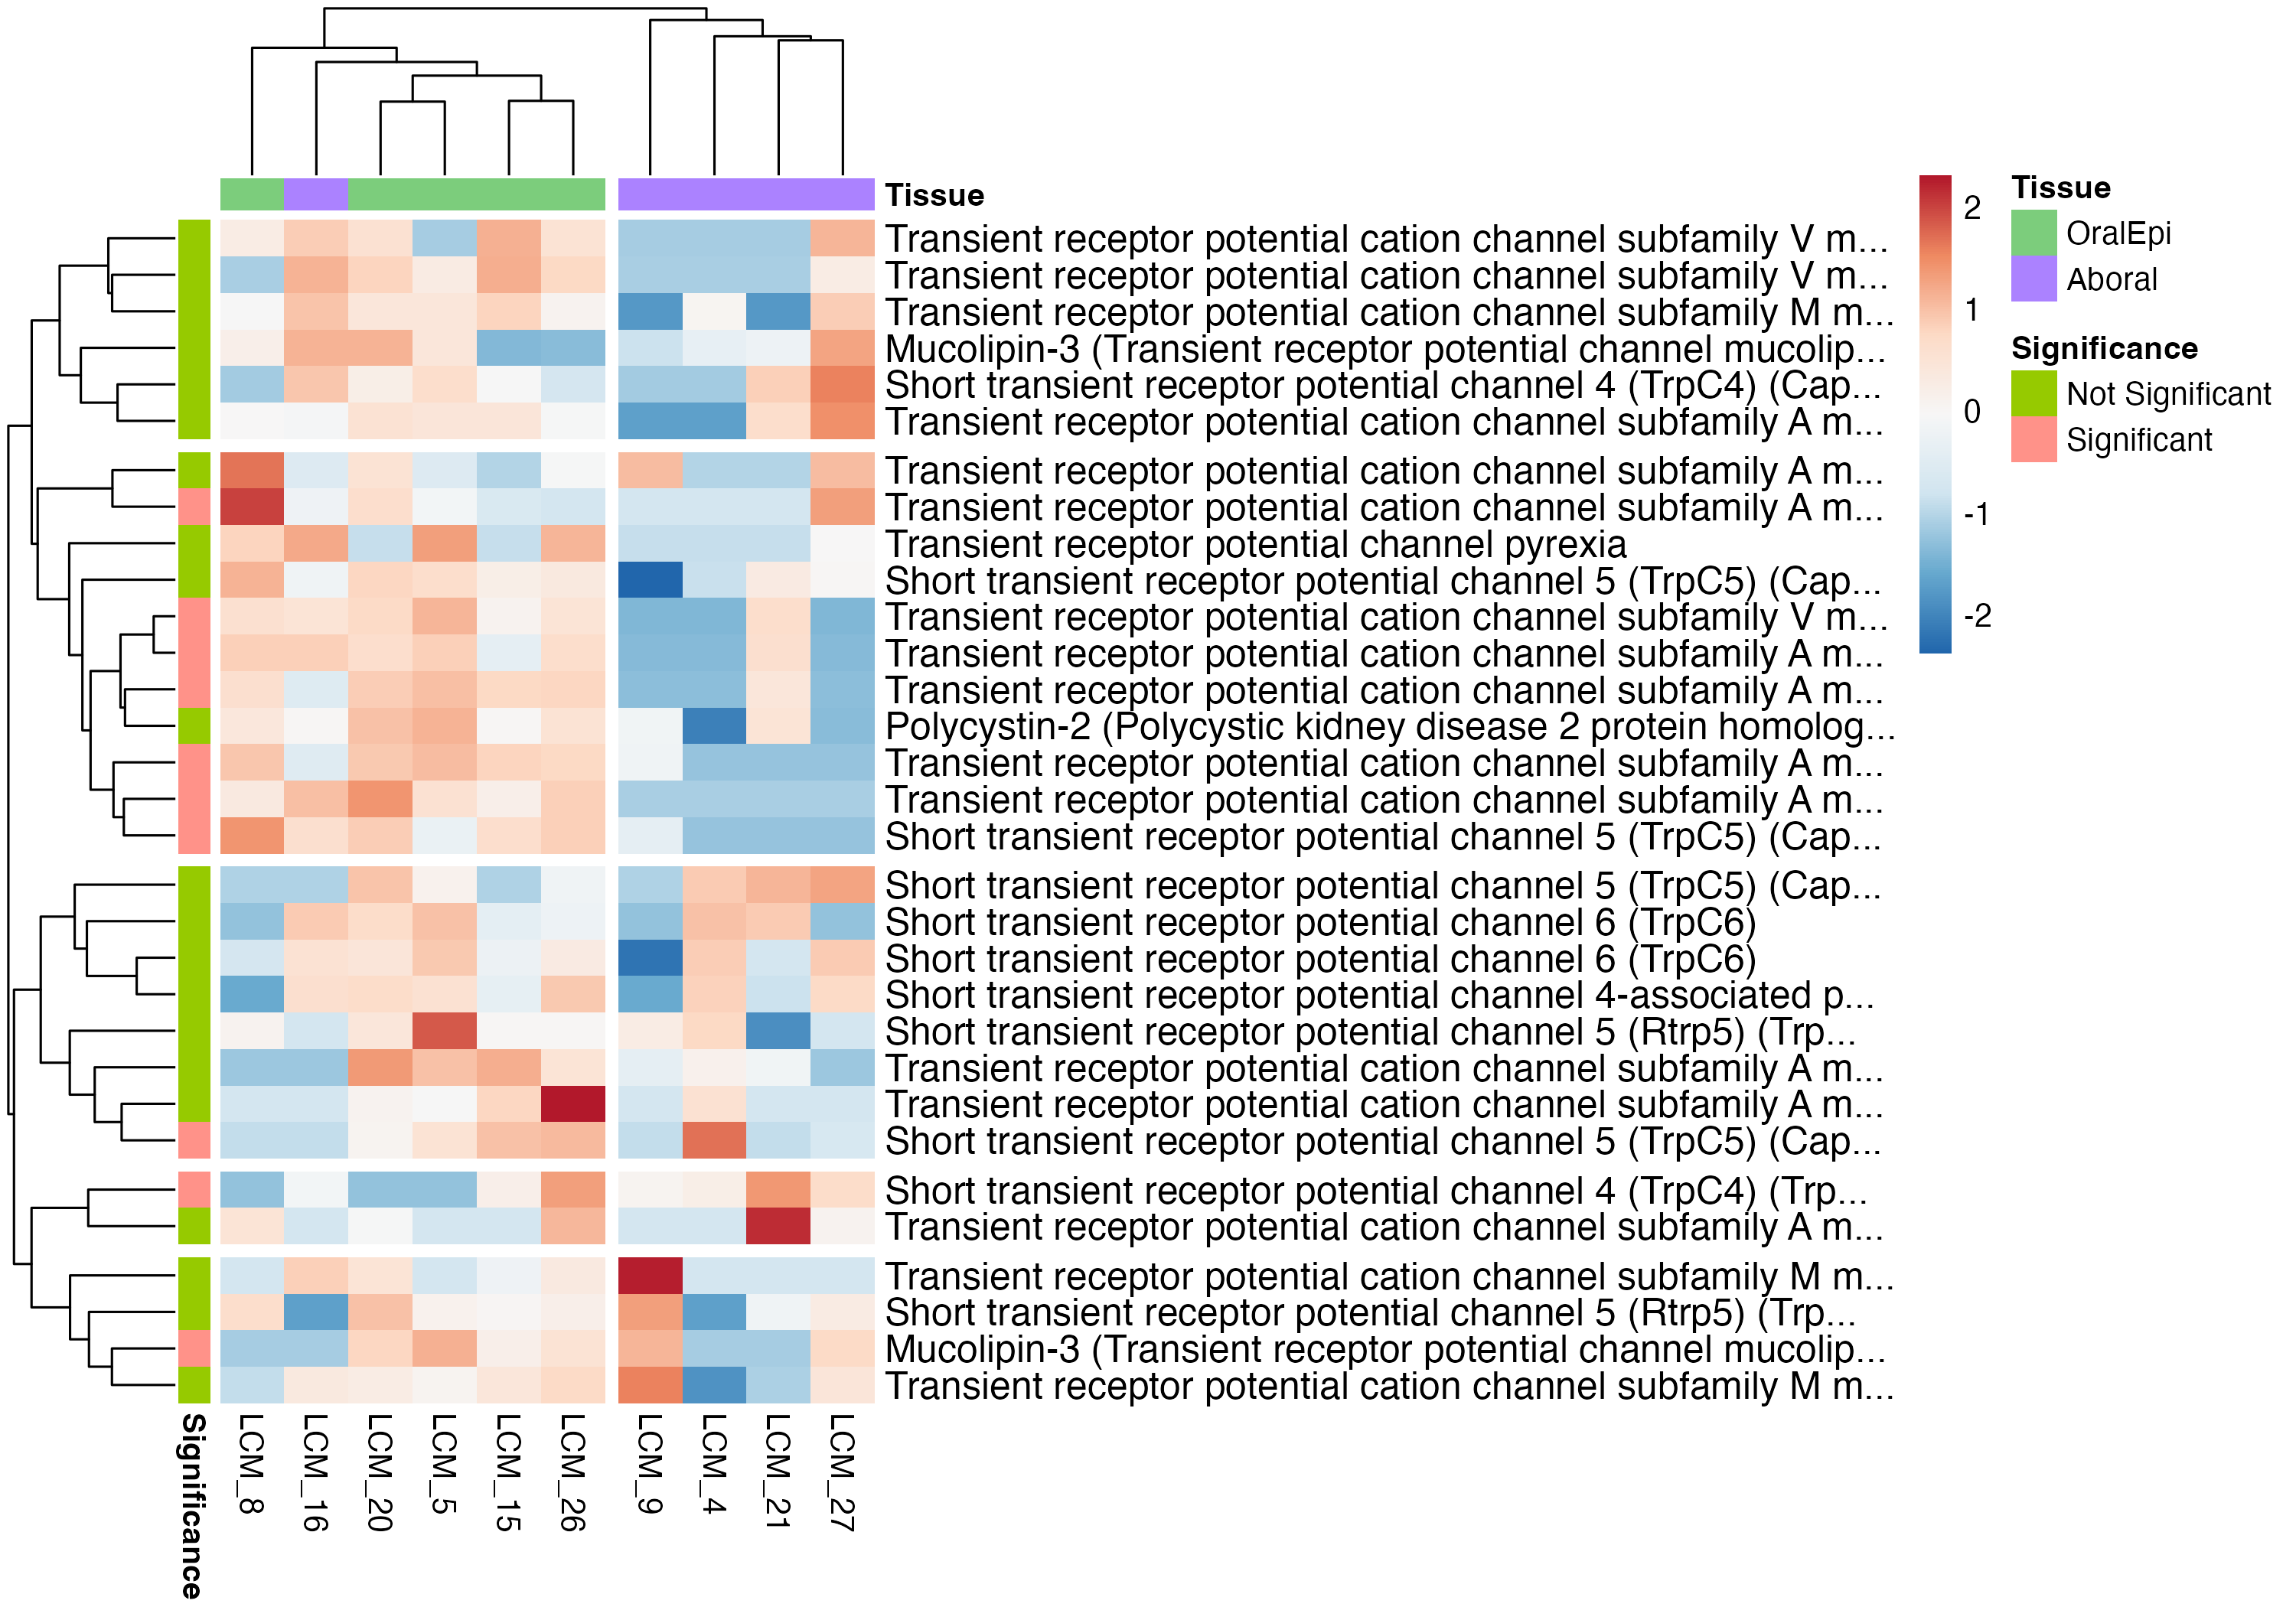 Tissue
Transient receptor potential cation channel subfamily V m...
Transient receptor potential cation channel subfamily V m...
Transient receptor potential cation channel subfamily M m...
Mucolipin-3 (Transient receptor potential channel mucolip...
Short transient receptor potential channel 4 (TrpC4) (Cap...
Transient receptor potential cation channel subfamily A m...
Transient receptor potential cation channel subfamily A m...
Transient receptor potential cation channel subfamily A m...
Transient receptor potential channel pyrexia
Short transient receptor potential channel 5 (TrpC5) (Cap...
Transient receptor potential cation channel subfamily V m...
Transient receptor potential cation channel subfamily A m...
Transient receptor potential cation channel subfamily A m...
Polycystin-2 (Polycystic kidney disease 2 protein homolog...
Transient receptor potential cation channel subfamily A m...
Transient receptor potential cation channel subfamily A m...
Short transient receptor potential channel 5 (TrpC5) (Cap...
Short transient receptor potential channel 5 (TrpC5) (Cap...
Short transient receptor potential channel 6 (TrpC6)
Short transient receptor potential channel 6 (TrpC6)
Short transient receptor potential channel 4-associated p...
Short transient receptor potential channel 5 (Rtrp5) (Trp...
Transient receptor potential cation channel subfamily A m...
Transient receptor potential cation channel subfamily A m...
Short transient receptor potential channel 5 (TrpC5) (Cap...
Short transient receptor potential channel 4 (TrpC4) (Trp...
Transient receptor potential cation channel subfamily A m...
Transient receptor potential cation channel subfamily M m...
Short transient receptor potential channel 5 (Rtrp5) (Trp...
Mucolipin-3 (Transient receptor potential channel mucolip...
Transient receptor potential cation channel subfamily M m...
Significance
LCM_8
LCM_16
LCM_20
LCM_5
LCM_15
LCM_26
LCM_9
LCM_4
LCM_21
LCM_27
2
1
0
-1
-2
Tissue
OralEpi
Aboral
Significance
Not Significant
Significant